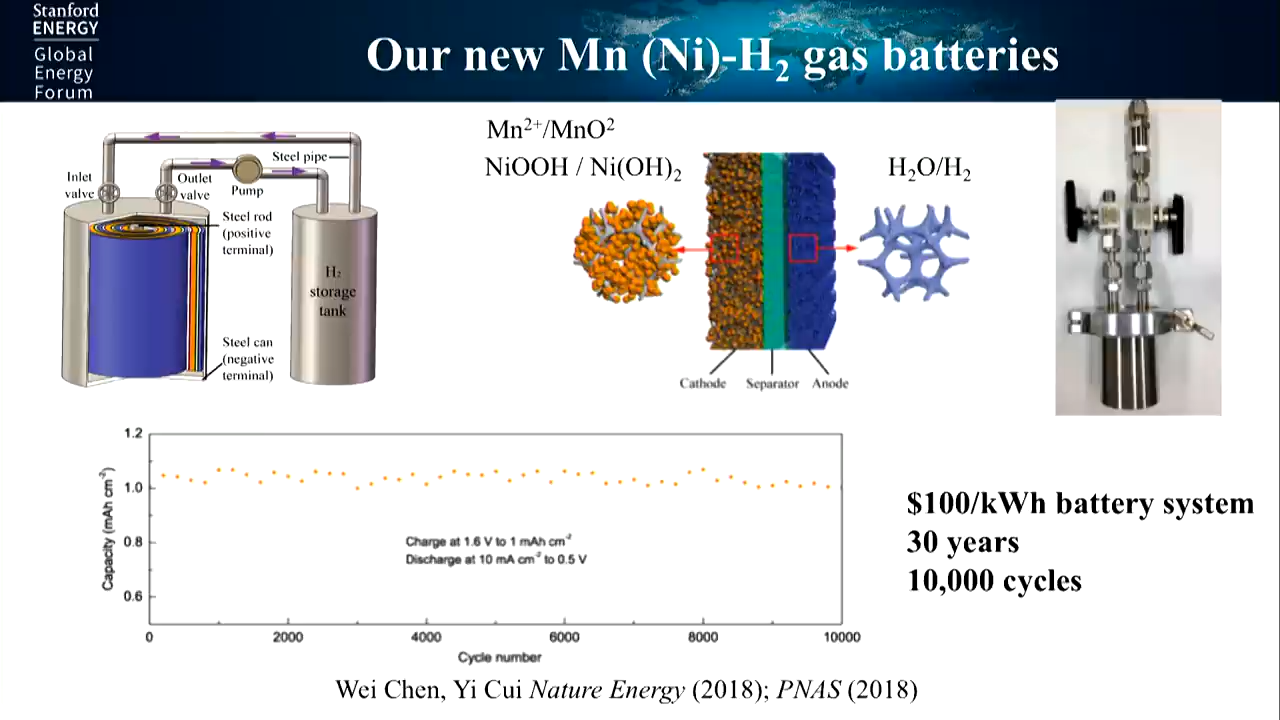 Stanford
ENERGY
Global
Energy
Forum
Our new Mn (Ni)-H₂ gas batteries
Steel pipe
Inlet
valve
Outlet
valve
Pump
Steel rod
(positive
terminal)
H₂
storage
tank
Steel can
(negative
terminal)
Mn²⁺/MnO²
NiOOH / Ni(OH)₂
H₂O/H₂
Cathode
Separator
Anode
1.2
1.0
0.8
0.6
Capacity (mAh cm⁻²)
Charge at 1.6 V to 1 mAh cm⁻²
Discharge at 10 mA cm⁻² to 0.5 V
0
2000
4000
6000
8000
10000
Cycle number
$100/kWh battery system
30 years
10,000 cycles
Wei Chen, Yi Cui Nature Energy (2018); PNAS (2018)